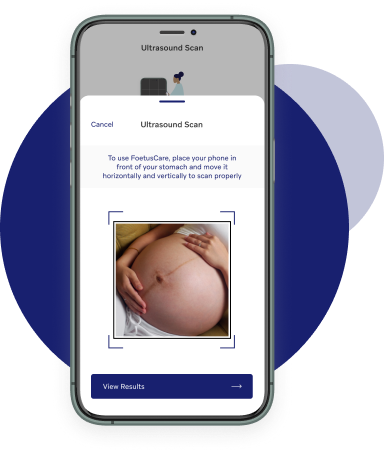 Ultrasound Scan
Cancel
Ultrasound Scan
To use FoetusCare, place your phone in
front of your stomach and move it
horizontally and vertically to scan properly
View Results